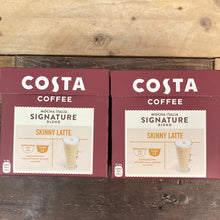 COSTA
COFFEE
MOCHA ITALIA
SIGNATURE
BLEND
SKINNY LATTE
COSTA
COFFEE
MOCHA ITALIA
SIGNATURE
BLEND
SKINNY LATTE